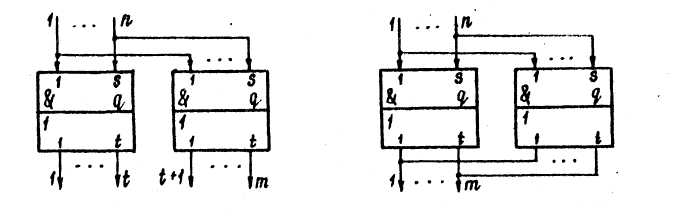 1 ... n 1 ... n
... ...
1 s 1 s 1 s 1 s
& q & q & q & q
1 1 1 1
1 t 1 t 1 t 1 t
...
1 ... t t+1 ... m 1 ... m